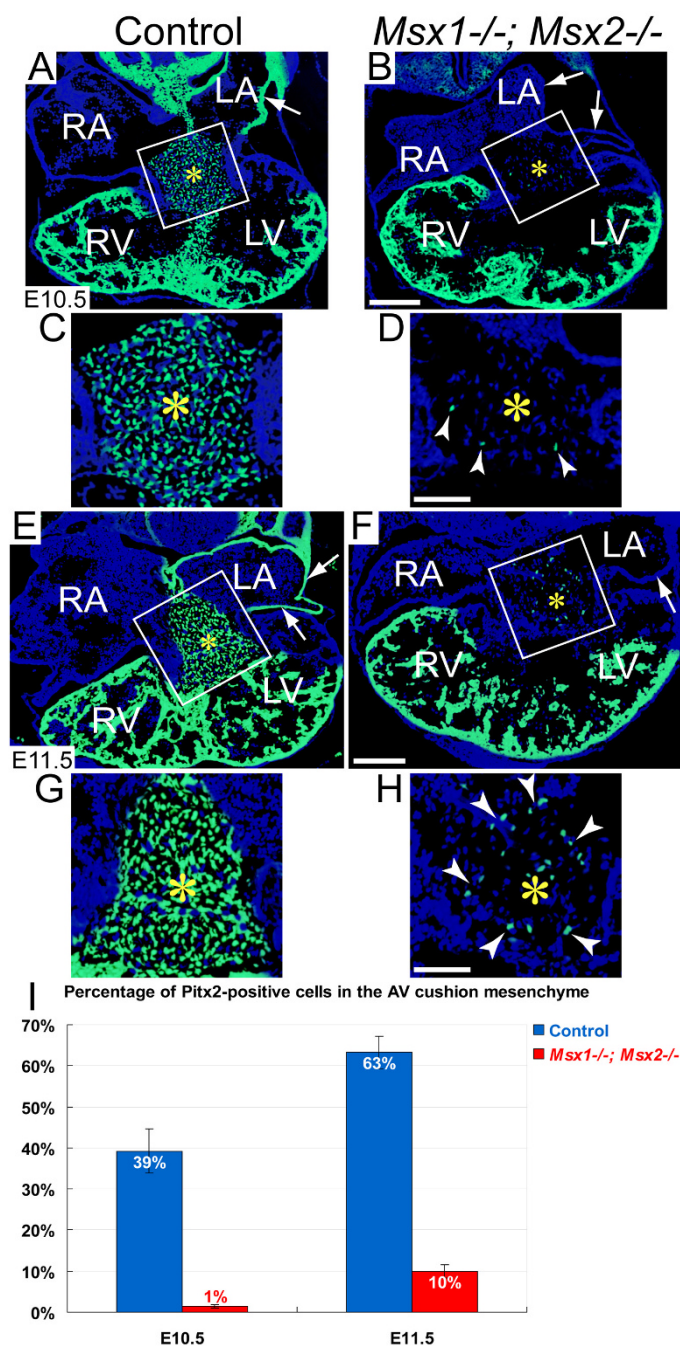 Control
Msx1-/-; Msx2-/-
A
LA
RA
*
RV
LV
E10.5
B
LA
RA
*
RV
LV
C
*
D
*
E
LA
RA
*
RV
LV
E11.5
F
LA
RA
*
RV
LV
G
*
H
*
I
Percentage of Pitx2-positive cells in the AV cushion mesenchyme
70%
60%
50%
40%
30%
20%
10%
0%
39%
1%
63%
10%
E10.5
E11.5
Control
Msx1-/-; Msx2-/-